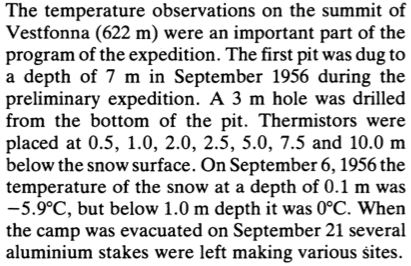 The temperature observations on the summit of
Vestfonna (622 m) were an important part of the
program of the expedition. The first pit was dug to
a depth of 7 m in September 1956 during the
preliminary expedition. A 3 m hole was drilled
from the bottom of the pit. Thermistors were
placed at 0.5, 1.0, 2.0, 2.5, 5.0, 7.5 and 10.0 m
below the snow surface. On September 6, 1956 the
temperature of the snow at a depth of 0.1 m was
−5.9°C, but below 1.0 m depth it was 0°C. When
the camp was evacuated on September 21 several
aluminium stakes were left making various sites.